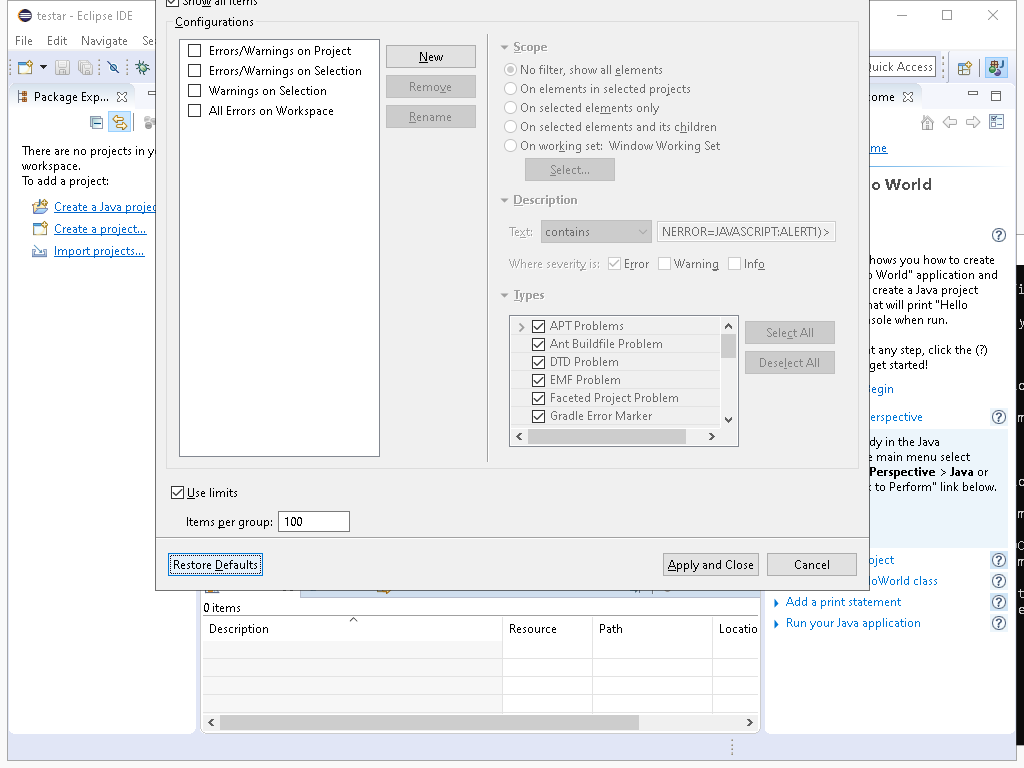 testar - Eclipse IDE
Show all items
File Edit Navigate
Configurations
Errors/Warnings on Project
Errors/Warnings on Selection
Warnings on Selection
All Errors on Workspace
New
Remove
Rename
Scope
No filter, show all elements
On elements in selected projects
On selected elements only
On selected elements and its children
On working set: Window Working Set
Select...
Description
Text: contains NERROR=JAVASCRIPT:ALERT1) >
Where severity is: Error Warning Info
Types
APT Problems
Ant Buildfile Problem
DTD Problem
EMF Problem
Faceted Project Problem
Gradle Error Marker
Select All
Deselect All
Use limits
Items per group: 100
Restore Defaults
Apply and Close
Cancel
Package Exp...
There are no projects in
workspace.
To add a project:
Create a Java
Create a project...
Import projects...
0 items
Description Resource Path Locatio
Quick Access
ome
me
o World
hows you how to create
o World" application and
create a Java project
hat will print "Hello
sole when run.
t any step, click the (?)
get started!
egin
erspective
dy in the Java
e main menu select
Perspective > Java or
to Perform" link below.
oject
oWorld class
Add a print statement
Run your Java application